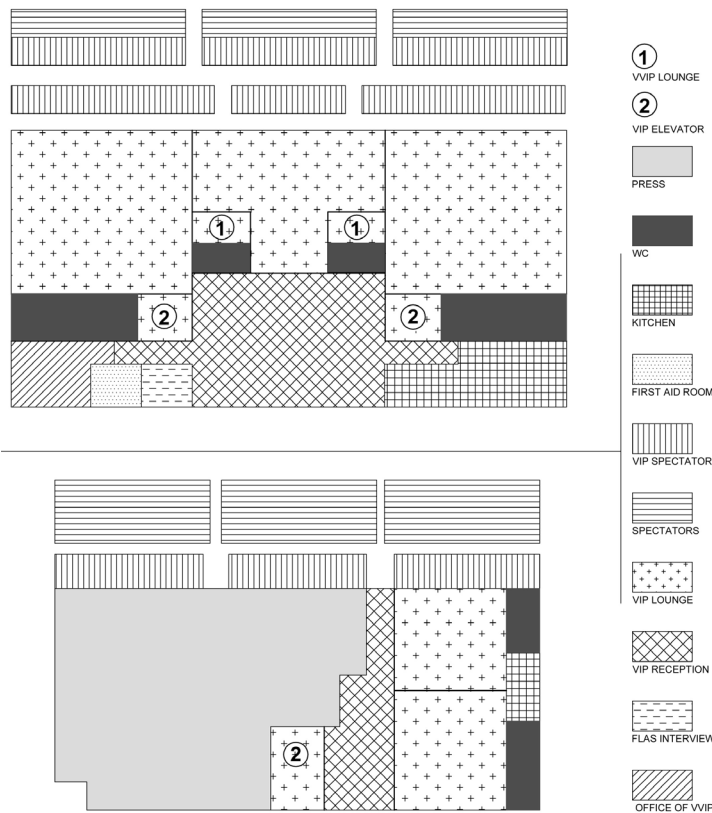 1
VVIP LOUNGE
2
VIP ELEVATOR
PRESS
WC
KITCHEN
FIRST AID ROOM
VIP SPECTATOR
SPECTATORS
VIP LOUNGE
VIP RECEPTION
FLAS INTERVIEW
OFFICE OF VVIP
1
1
2
2
2